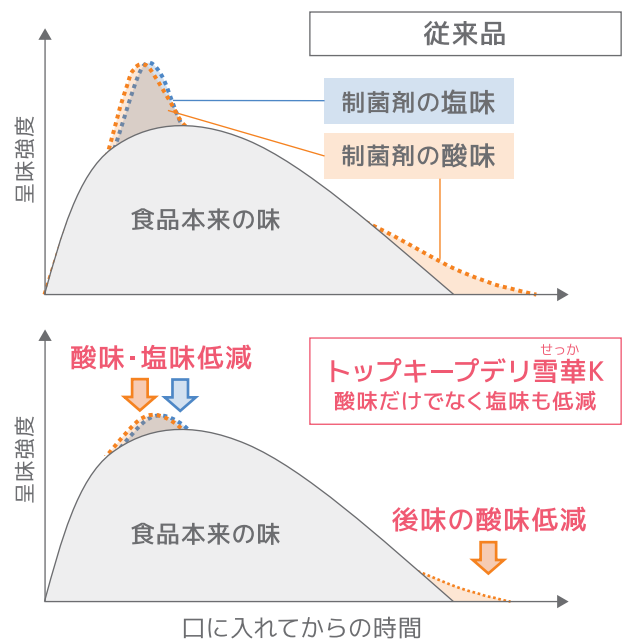 従来品
制菌剤の塩味
制菌剤の酸味
呈味強度
食品本来の味
酸味・塩味低減
せっか
トップキープデリ雪華K
酸味だけでなく塩味も低減
呈味強度
食品本来の味
後味の酸味低減
口に入れてからの時間